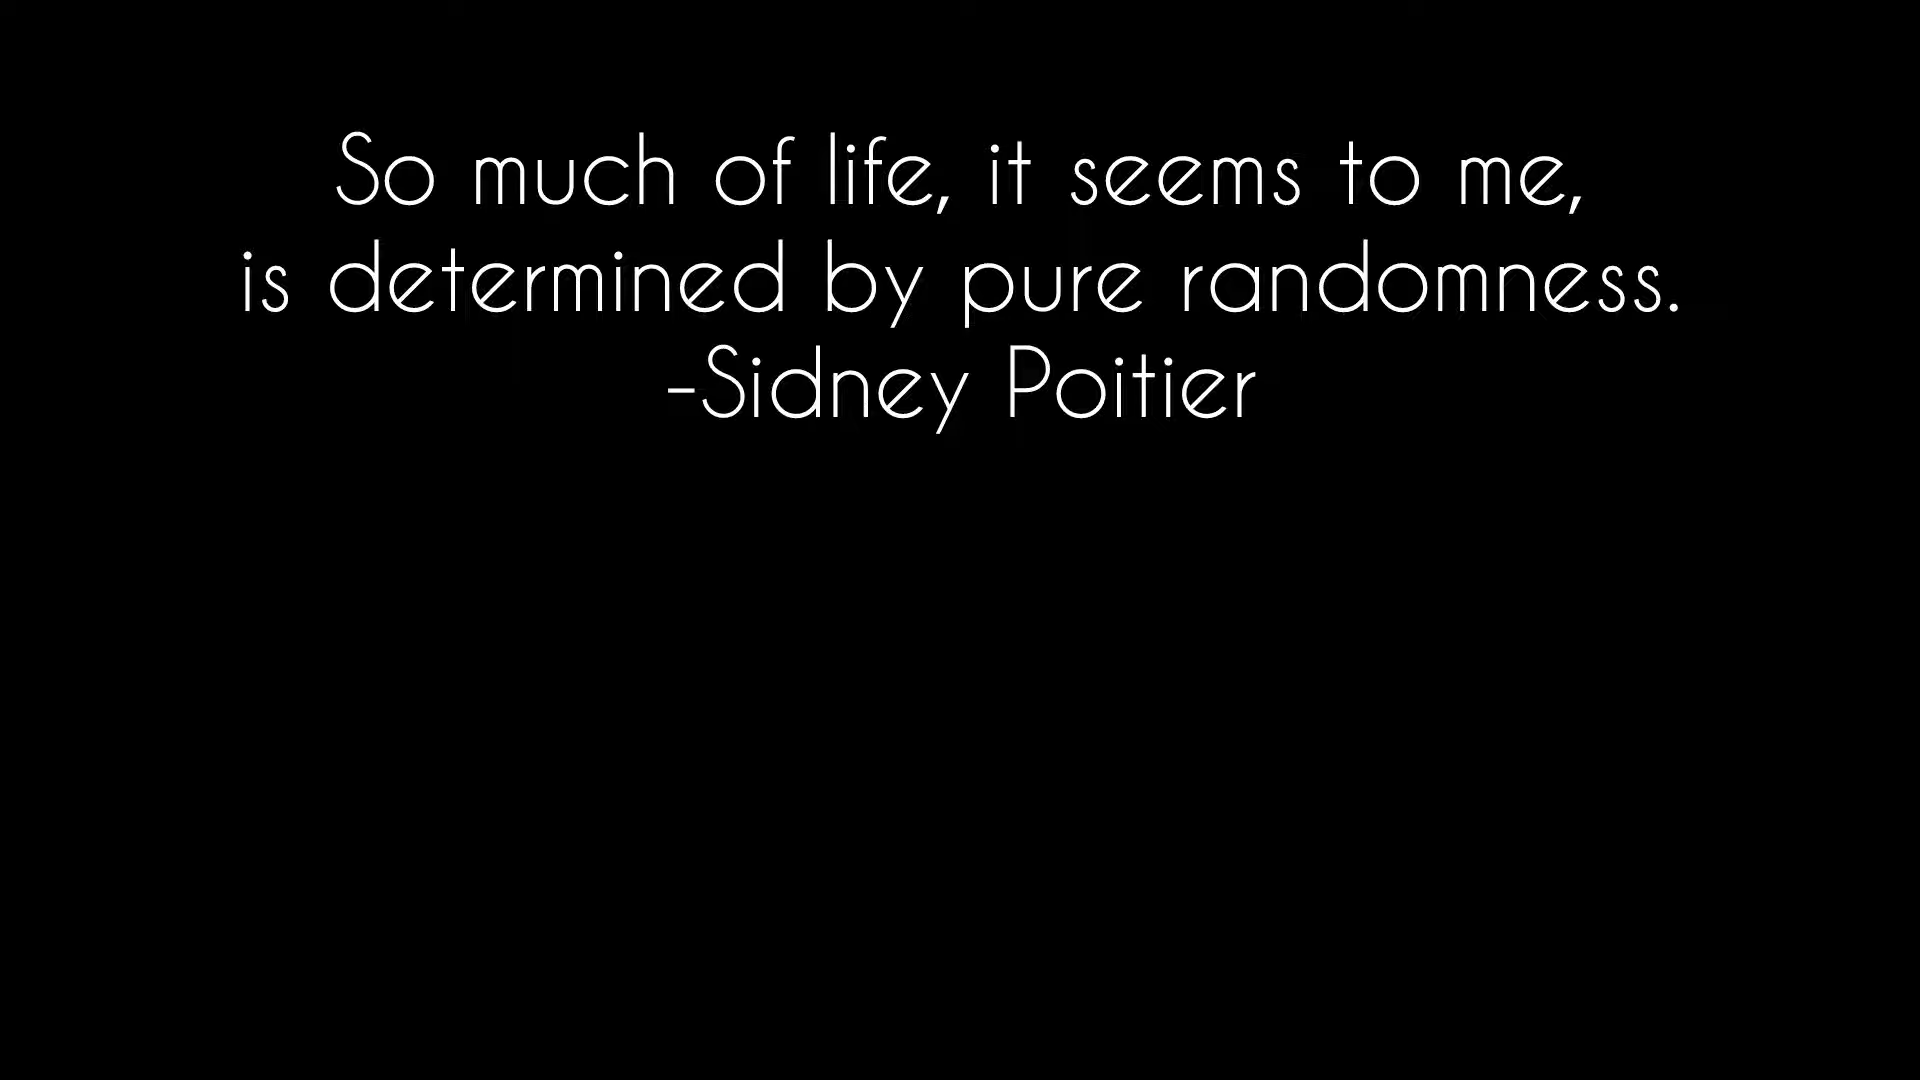 So much of life, it seems to me,
is determined by pure randomness.
-Sidney Poitier